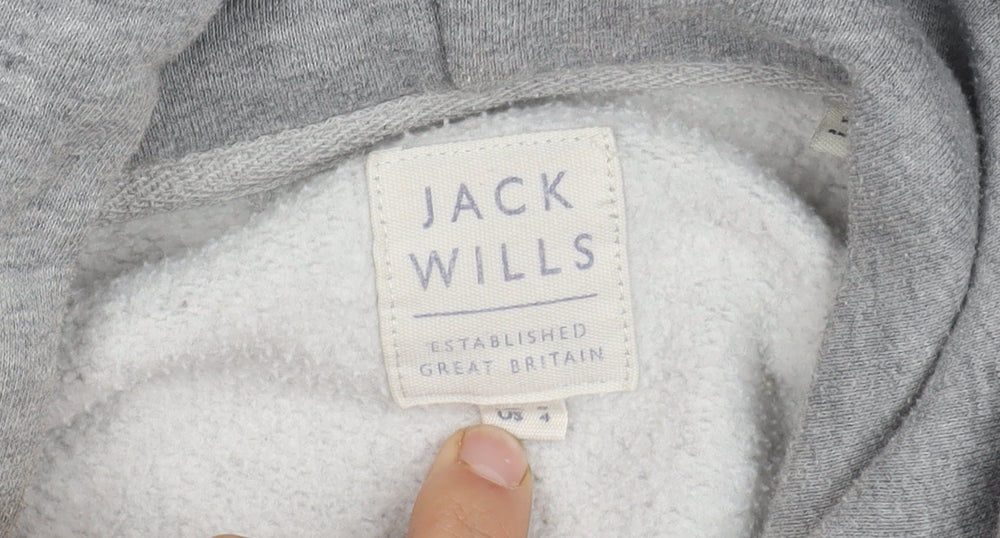 JACK
WILLS
ESTABLISHED
GREAT BRITAIN
US 4